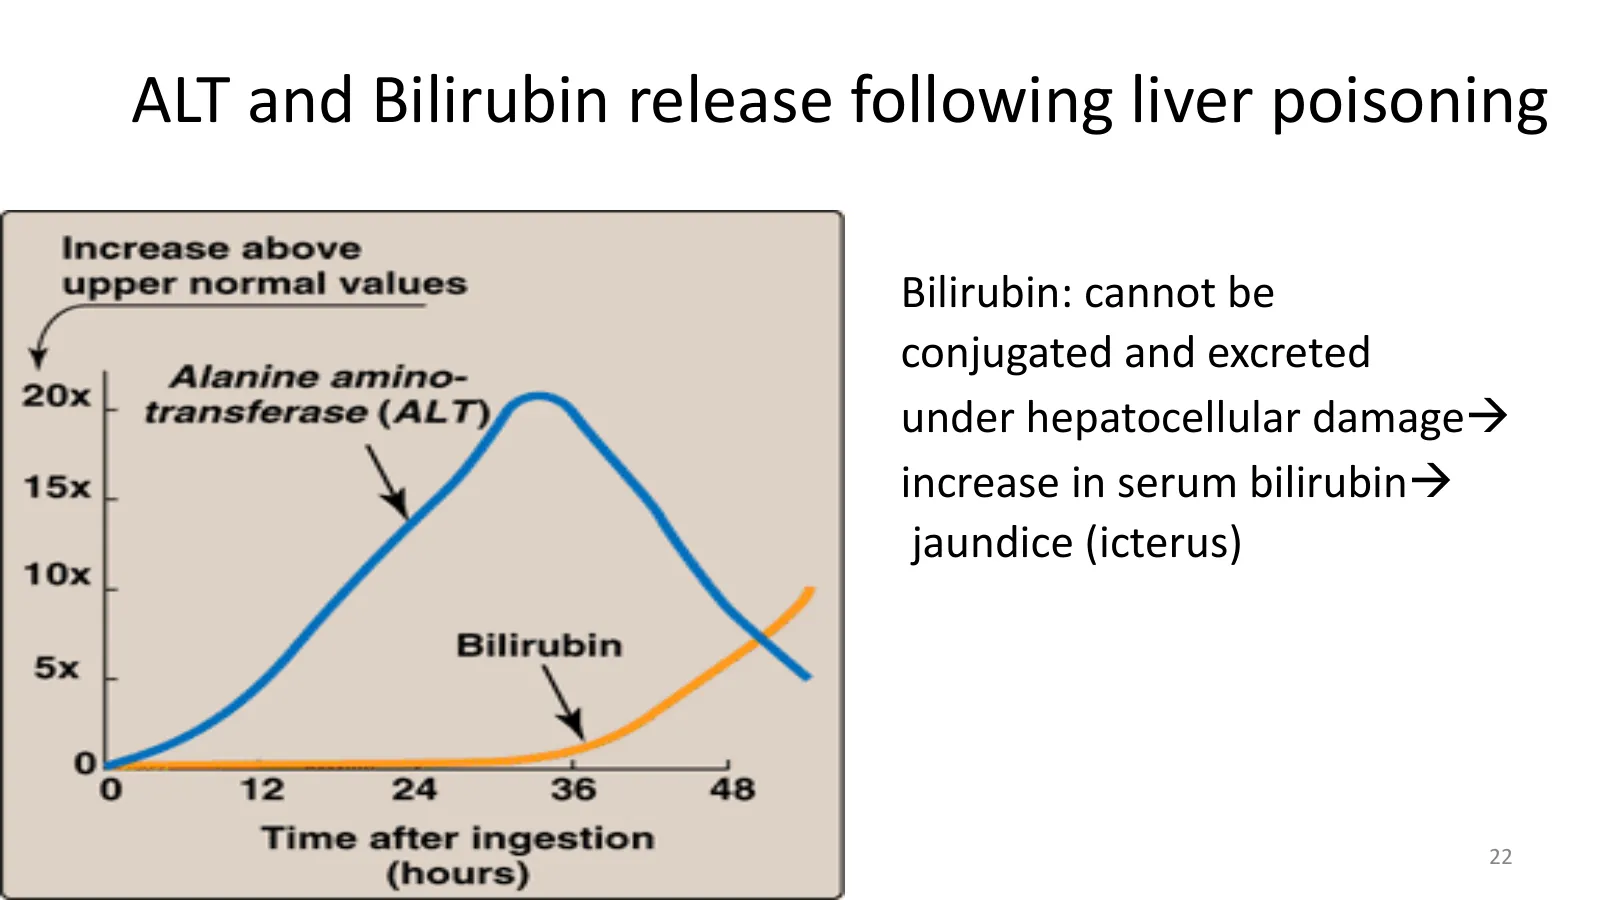 ALT and Bilirubin release following liver poisoning
Increase above
upper normal values
Alanine amino-
transferase (ALT)
20x
15x
10x
5x
0
Bilirubin
0 12 24 36 48
Time after ingestion
(hours)
Bilirubin: cannot be
conjugated and excreted
under hepatocellular damage→
increase in serum bilirubin→
jaundice (icterus)
22